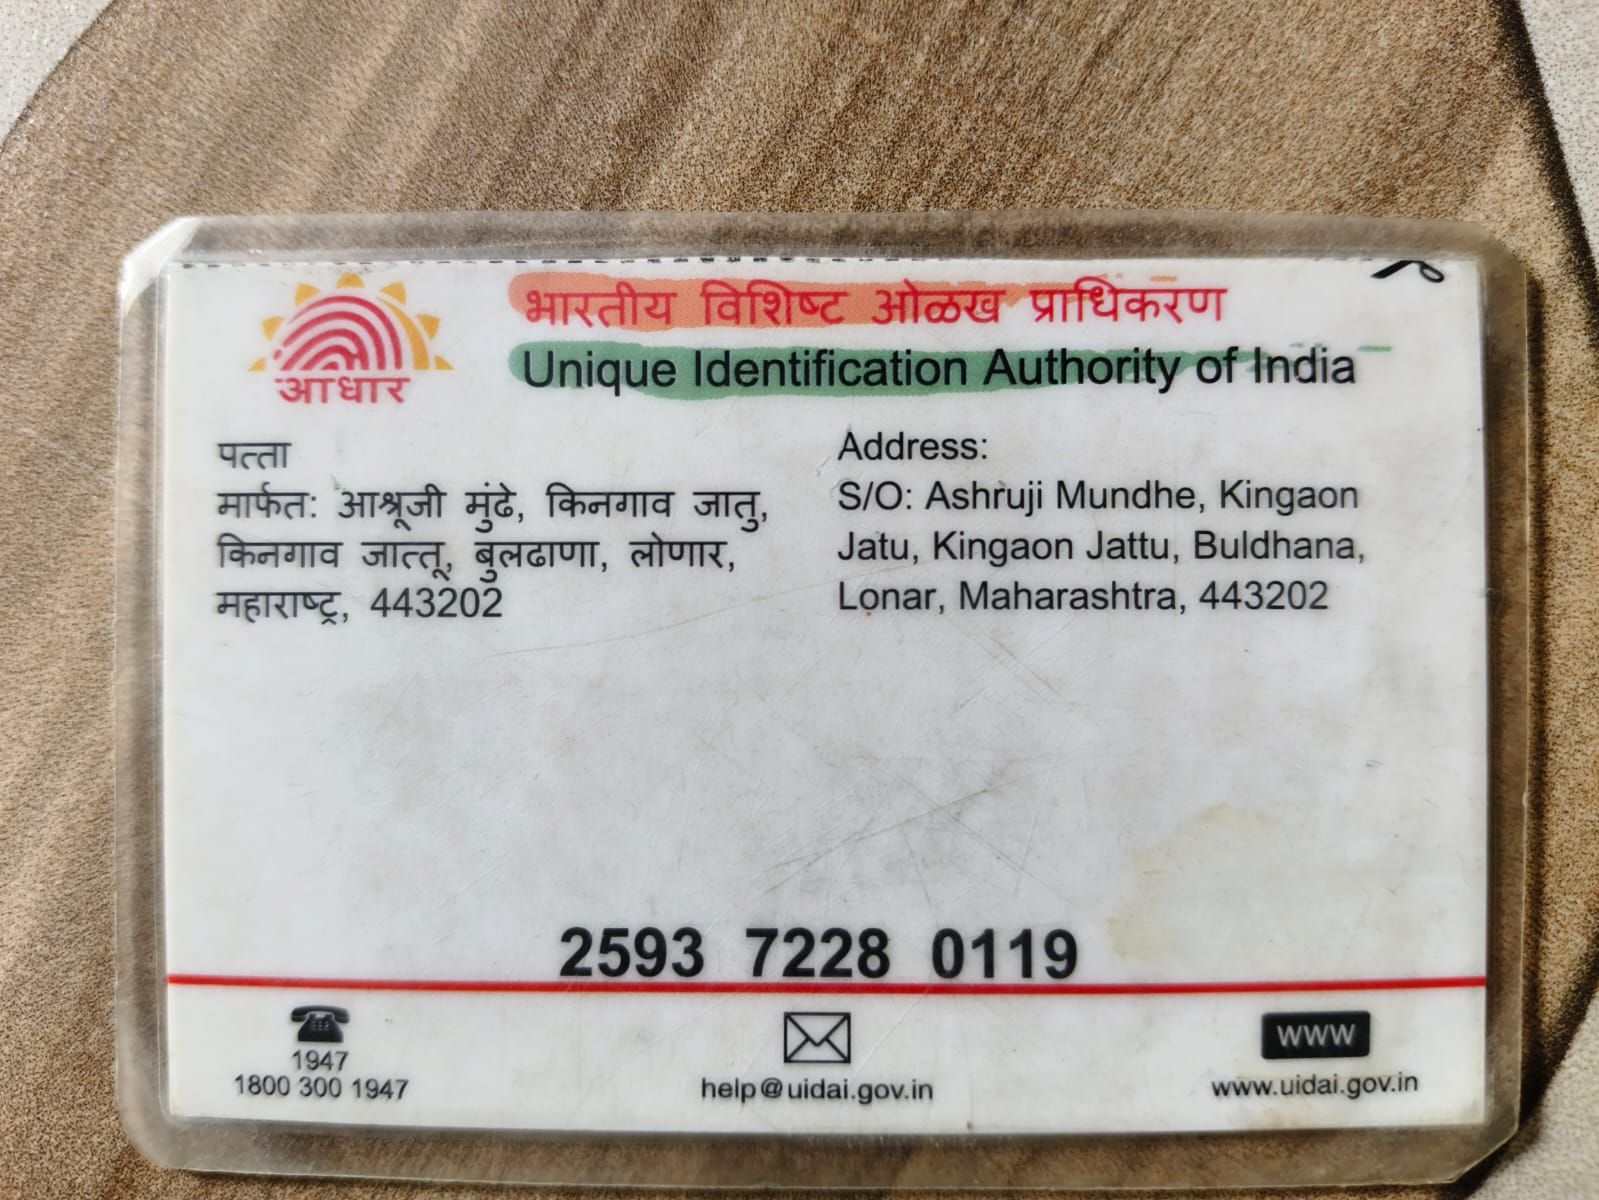 आधार
भारतीय विशिष्ट ओळख प्राधिकरण
Unique Identification Authority of India
पत्ता
मार्फत: आश्रूजी मुंढे, किनगाव जातु,
किनगाव जात्तू, बुलढाणा, लोणार,
महाराष्ट्र, 443202
Address:
S/O: Ashruji Mundhe, Kingaon
Jatu, Kingaon Jattu, Buldhana,
Lonar, Maharashtra, 443202
2593 7228 0119
1947
1800 300 1947
help@uidai.gov.in
WWW
www.uidai.gov.in